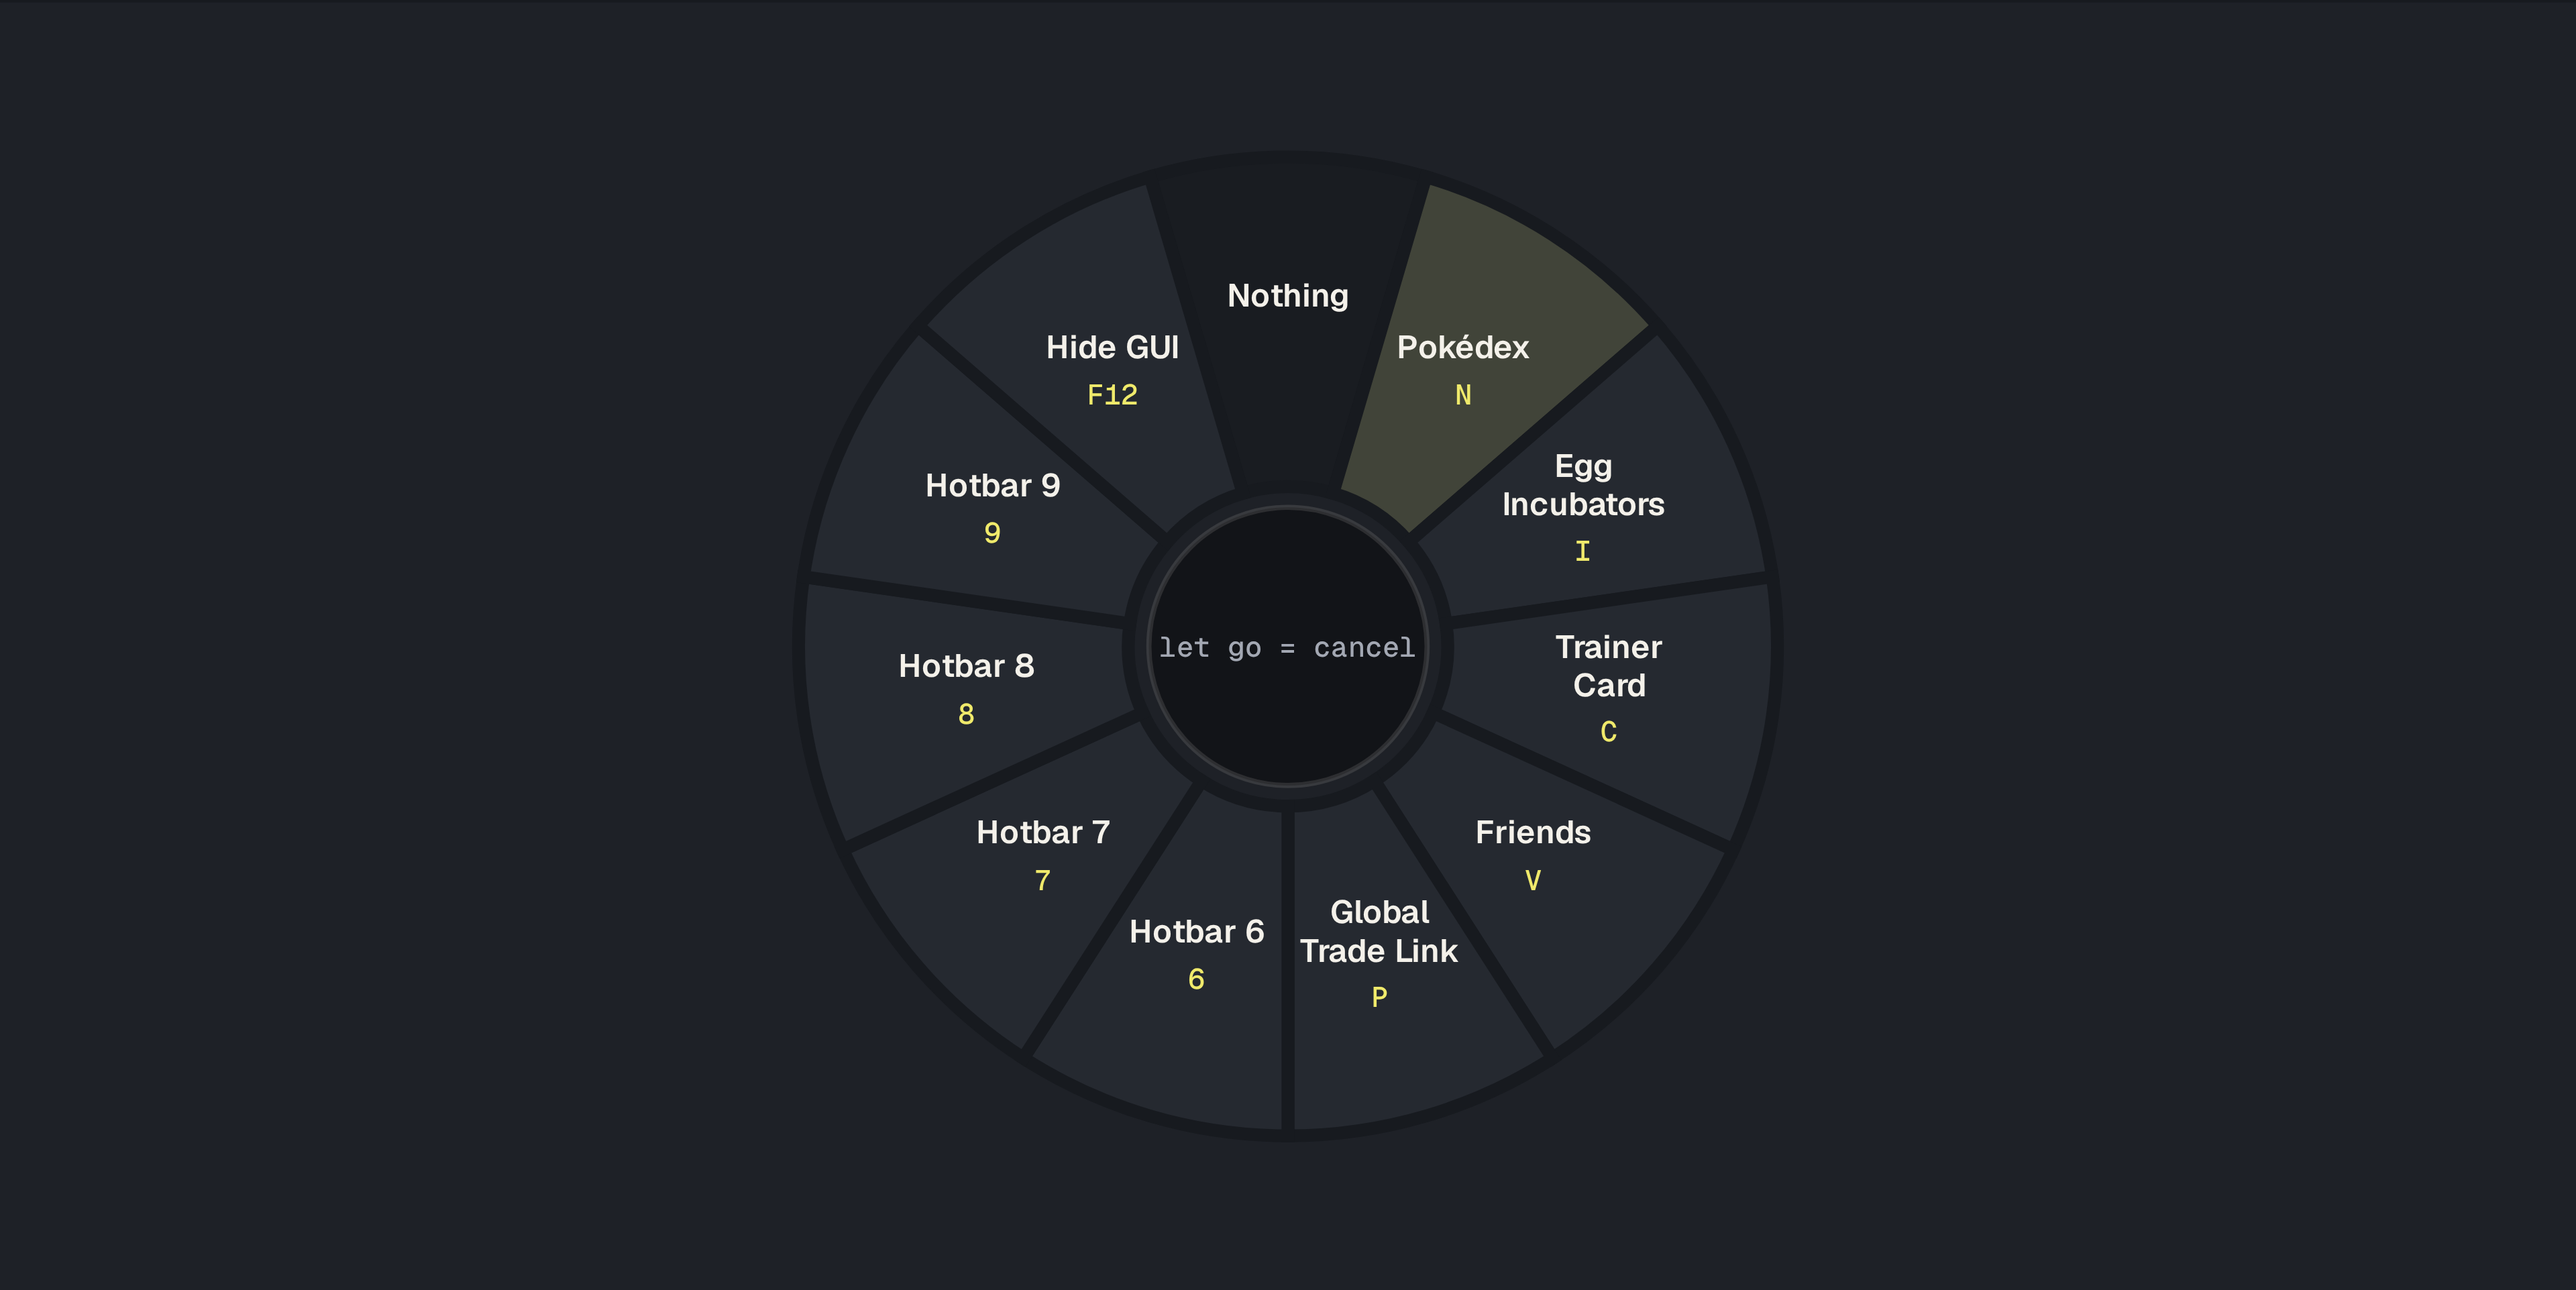 Nothing
Pokédex
N
Egg
Incubators
I
Trainer
Card
C
Friends
V
Global
Trade Link
P
Hotbar 6
6
Hotbar 7
7
Hotbar 8
8
Hotbar 9
9
Hide GUI
F12
let go = cancel